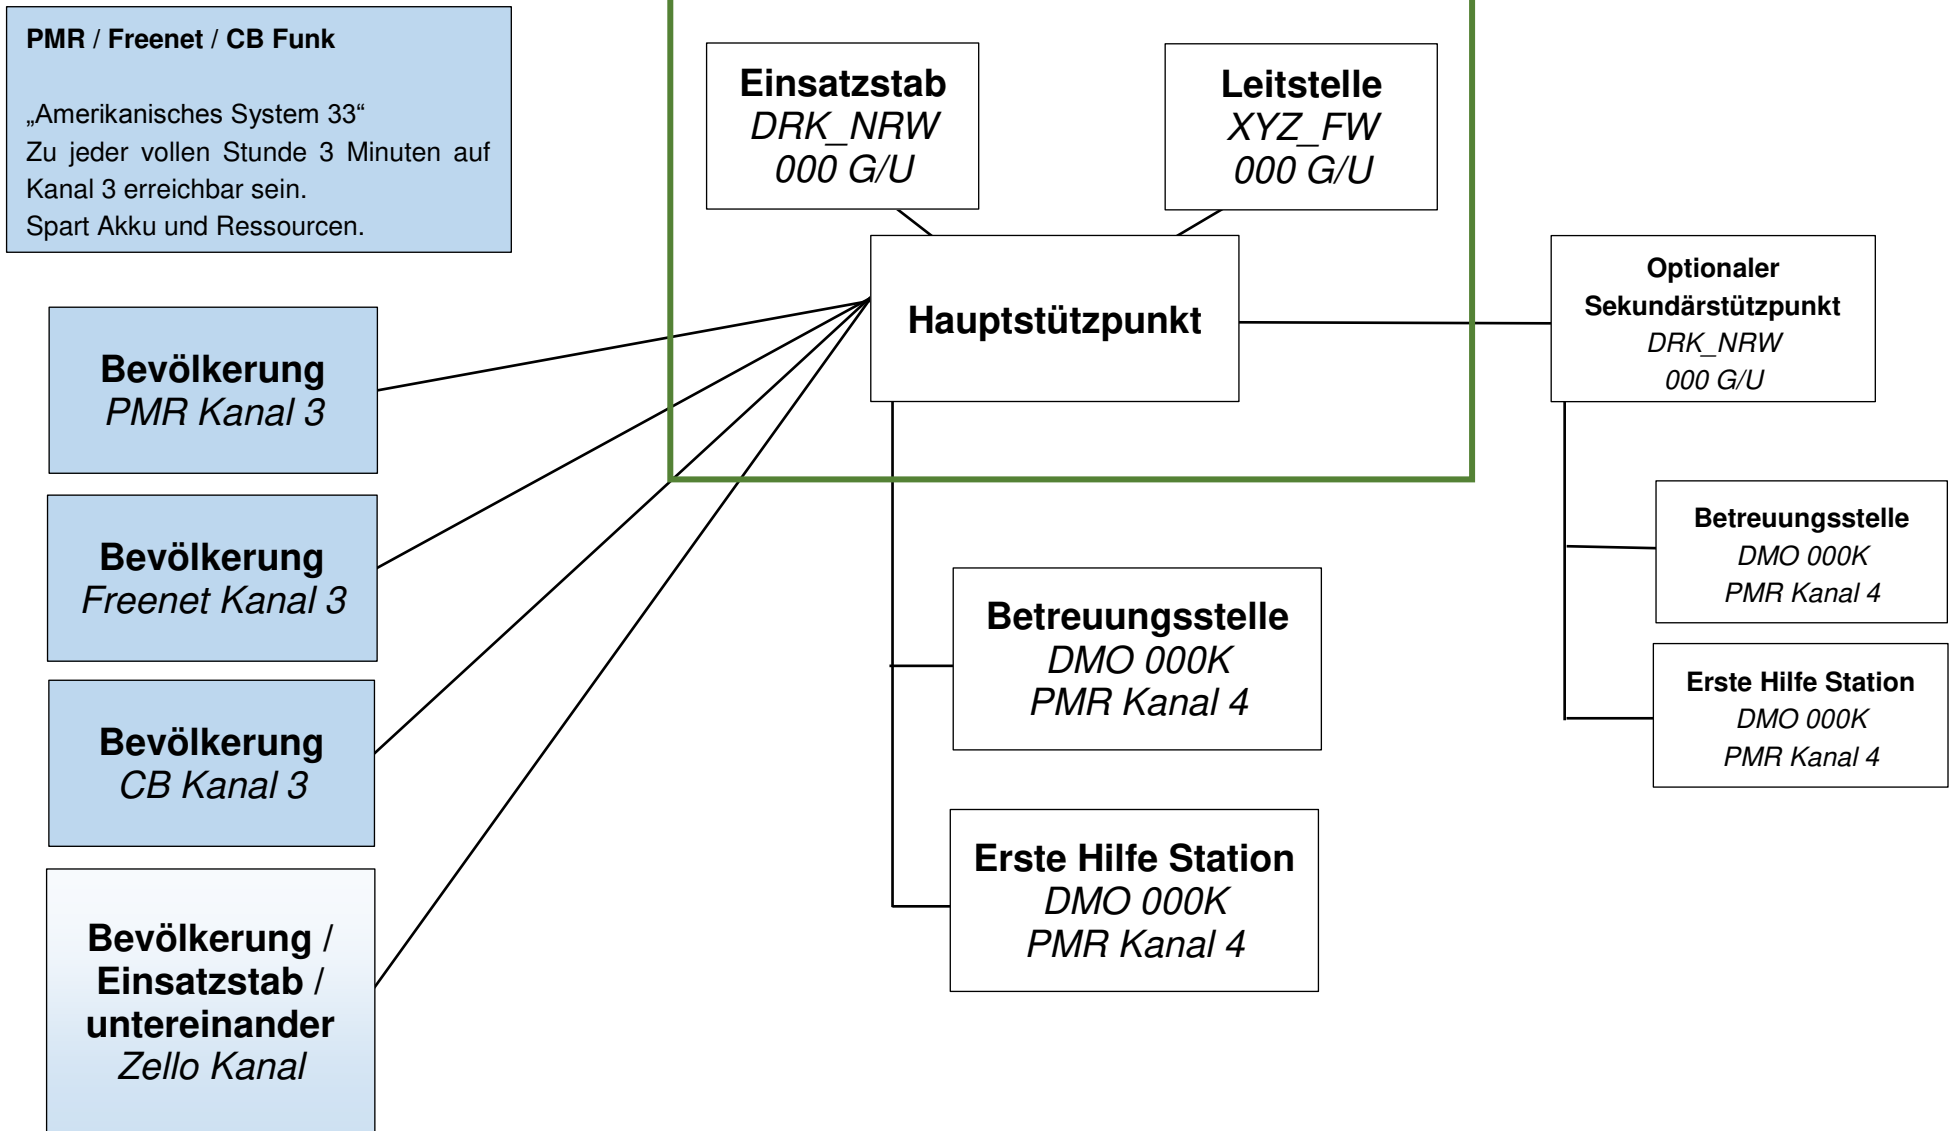 PMR / Freenet / CB Funk
„Amerikanisches System 33“
Zu jeder vollen Stunde 3 Minuten auf
Kanal 3 erreichbar sein.
Spart Akku und Ressourcen.
Einsatzstab
DRK_NRW
000 G/U
Leitstelle
XYZ_FW
000 G/U
Hauptstützpunkt
Optionaler
Sekundärstützpunkt
DRK_NRW
000 G/U
Bevölkerung
PMR Kanal 3
Bevölkerung
Freenet Kanal 3
Bevölkerung
CB Kanal 3
Bevölkerung /
Einsatzstab /
untereinander
Zello Kanal
Betreuungsstelle
DMO 000K
PMR Kanal 4
Erste Hilfe Station
DMO 000K
PMR Kanal 4
Betreuungsstelle
DMO 000K
PMR Kanal 4
Erste Hilfe Station
DMO 000K
PMR Kanal 4